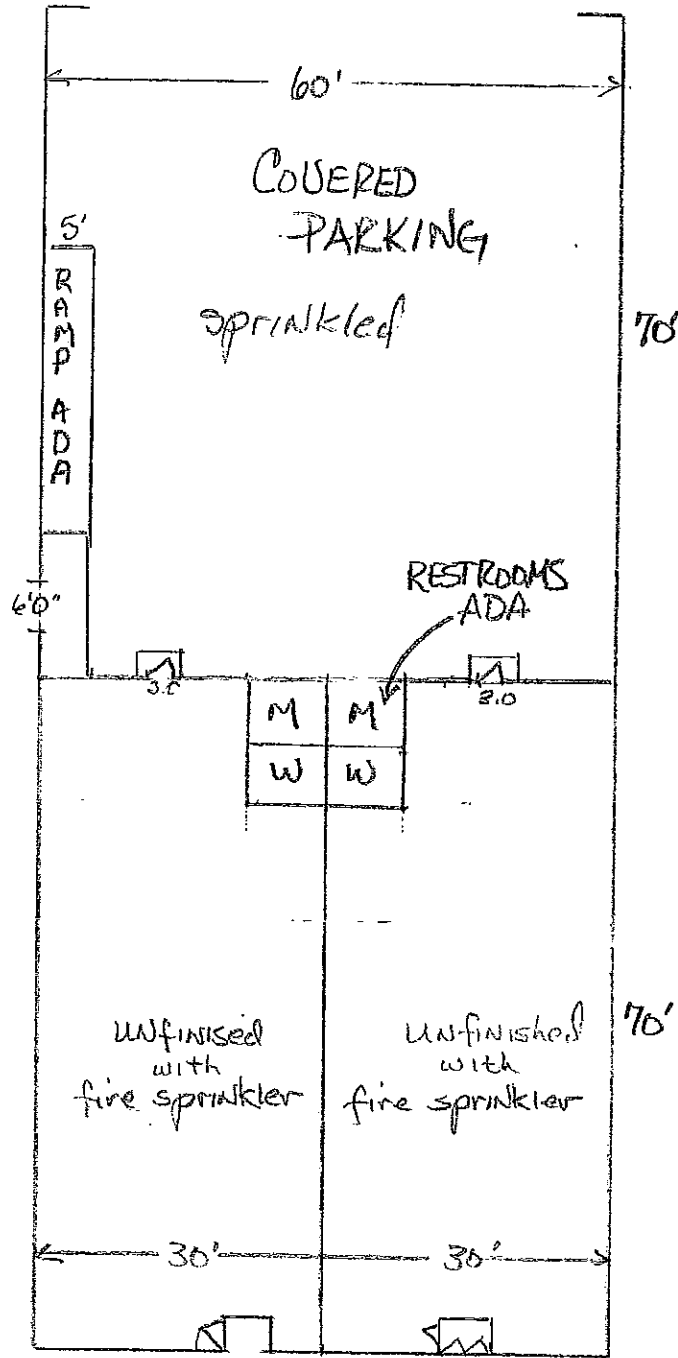 60'
COVERED
PARKING
sprinkled
5'
RAMP ADA
70'
6'0"
RESTROOMS
ADA
3.0
3.0
M M
W W
UNfiNised
with
fire spriNkler
UNfiNished
with
fire spriNkler
70'
30' 30'